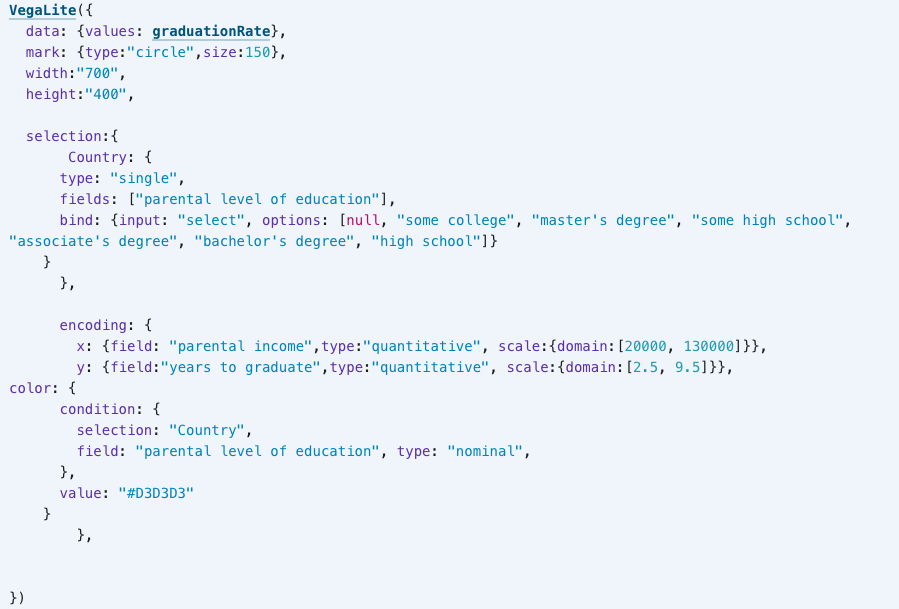 VegaLite({
  data: {values: graduationRate},
  mark: {type:"circle",size:150},
  width:"700",
  height:"400",
  selection:{
       Country: {
      type: "single",
      fields: ["parental level of education"],
      bind: {input: "select", options: [null, "some college", "master's degree", "some high school",
"associate's degree", "bachelor's degree", "high school"]}
    }
      },
      encoding: {
        x: {field: "parental income",type:"quantitative", scale:{domain:[20000, 130000]}},
        y: {field:"years to graduate",type:"quantitative", scale:{domain:[2.5, 9.5]}},
color: {
      condition: {
        selection: "Country",
        field: "parental level of education", type: "nominal",
      },
      value: "#D3D3D3"
    }
        },
})